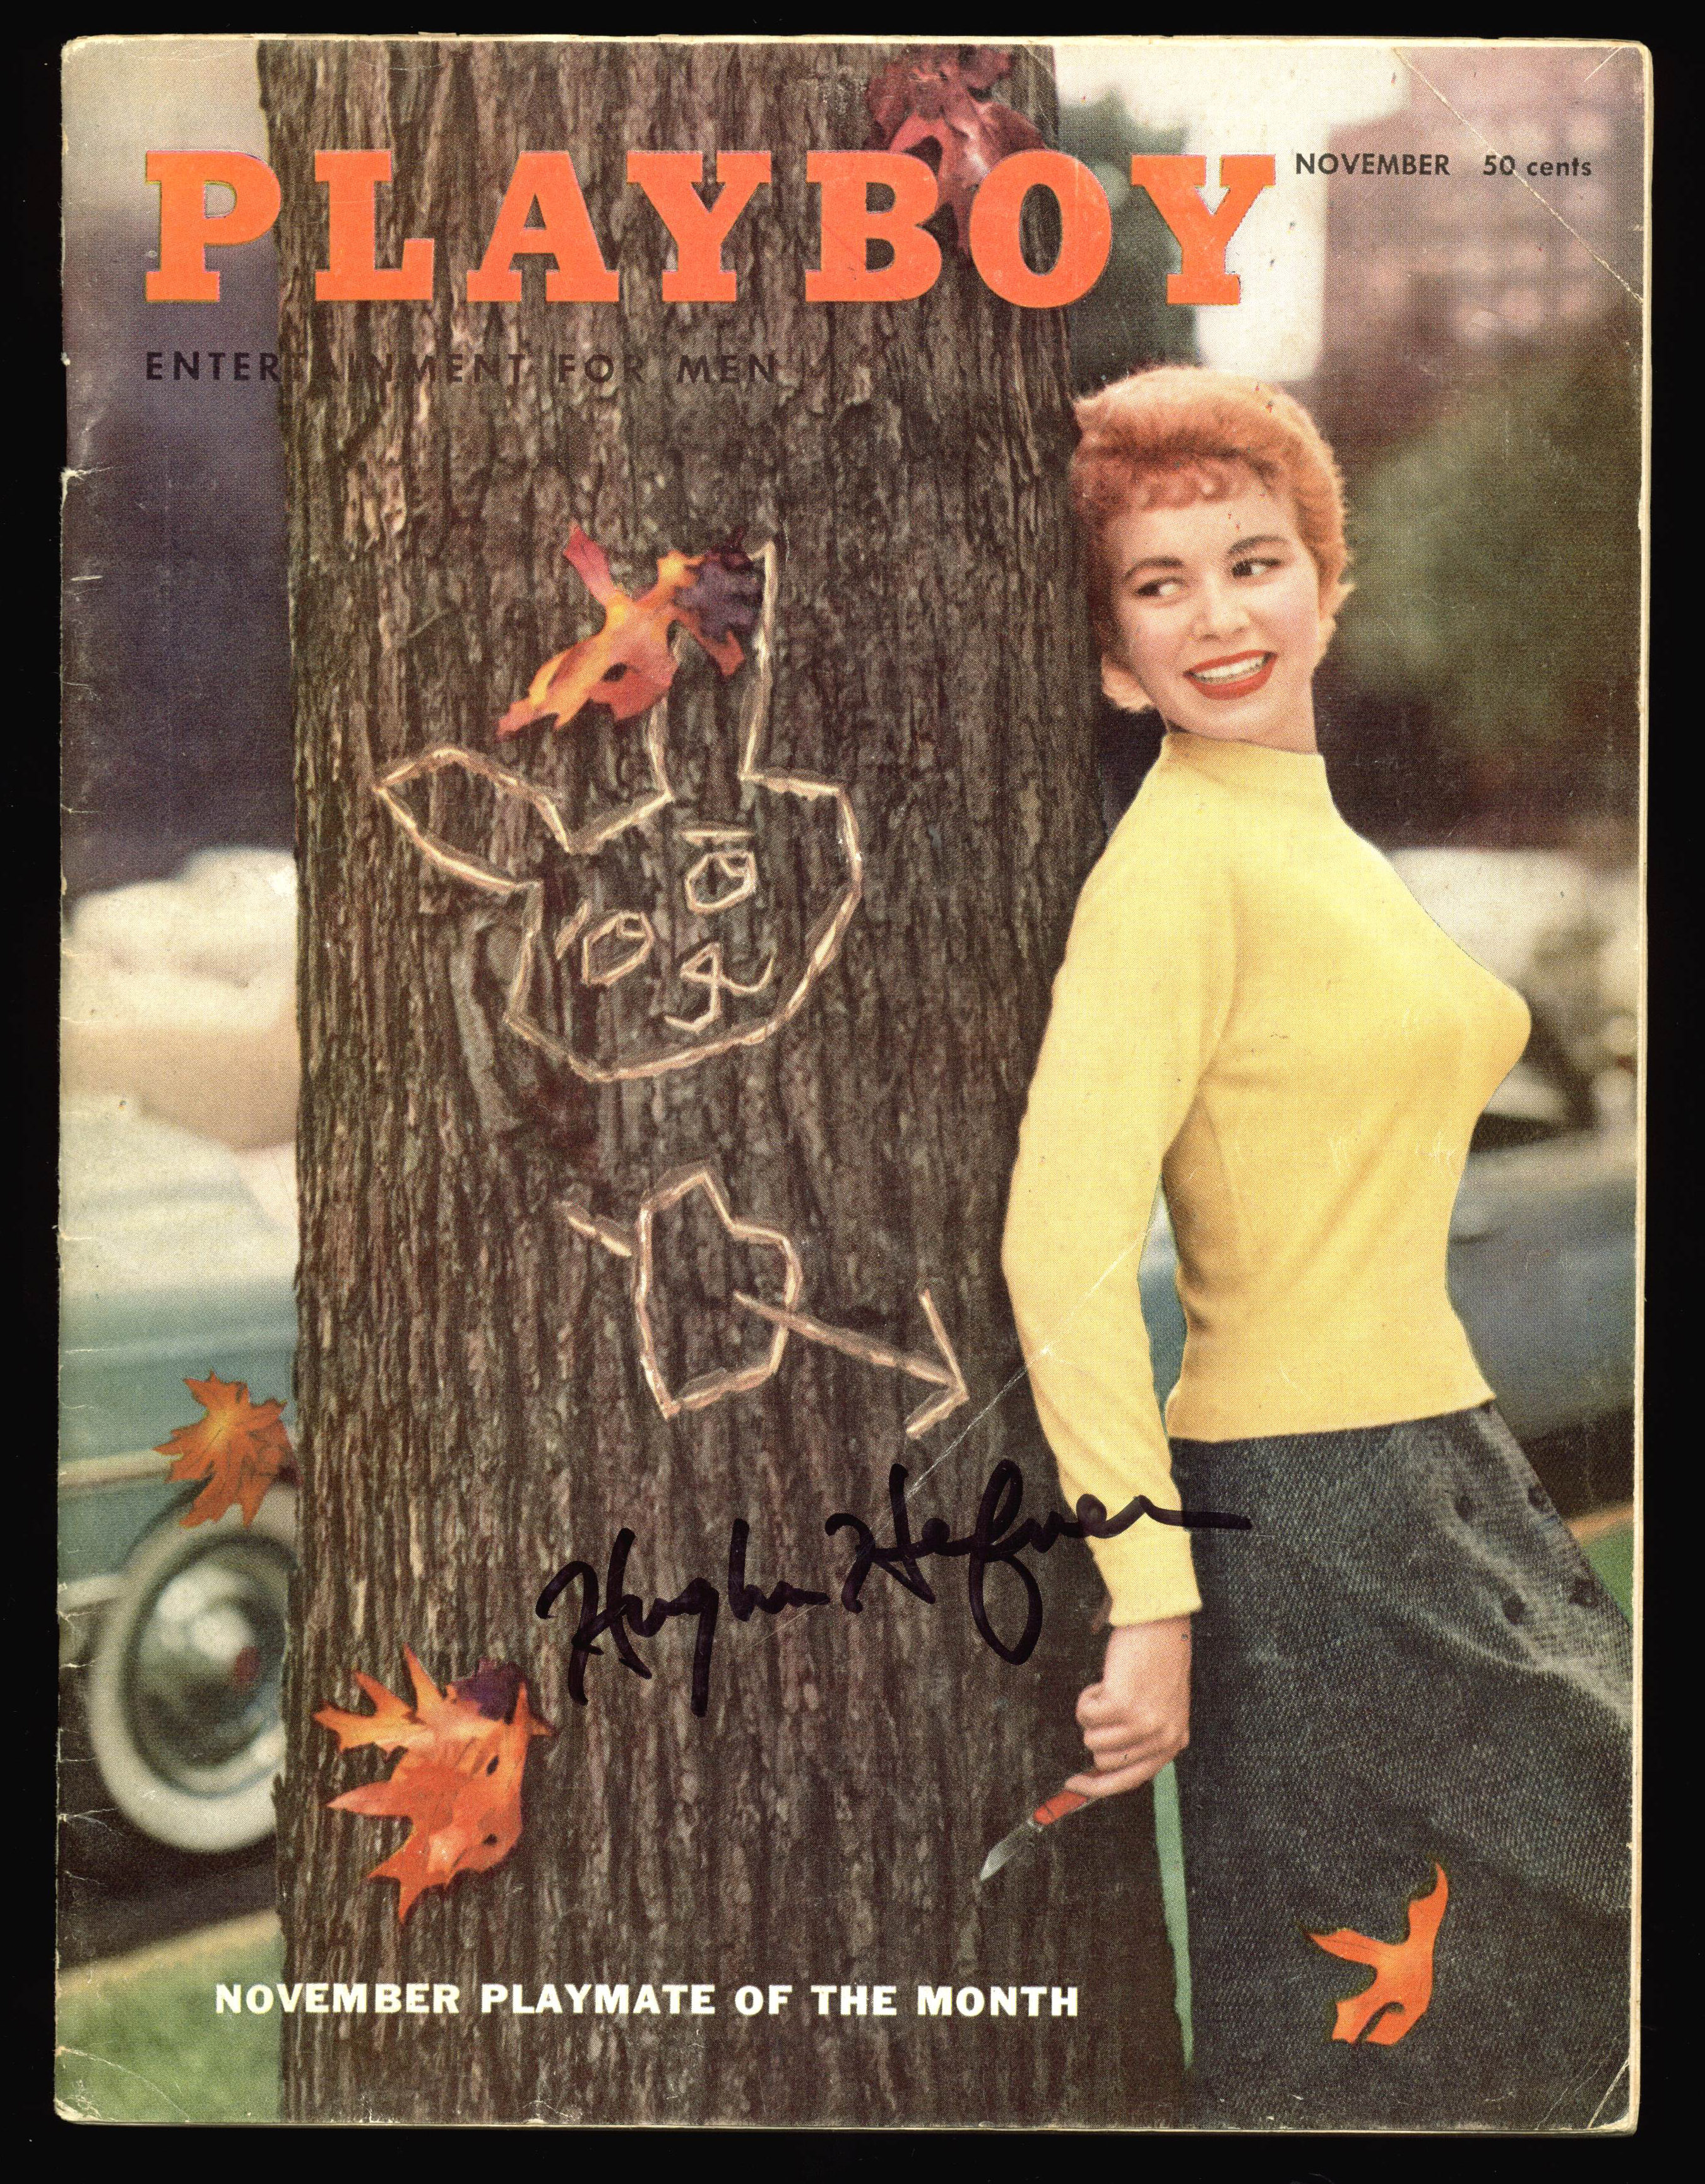 PLAYBOY
NOVEMBER 50 cents
ENTERTAINMENT FOR MEN
Hugh Hefner
NOVEMBER PLAYMATE OF THE MONTH